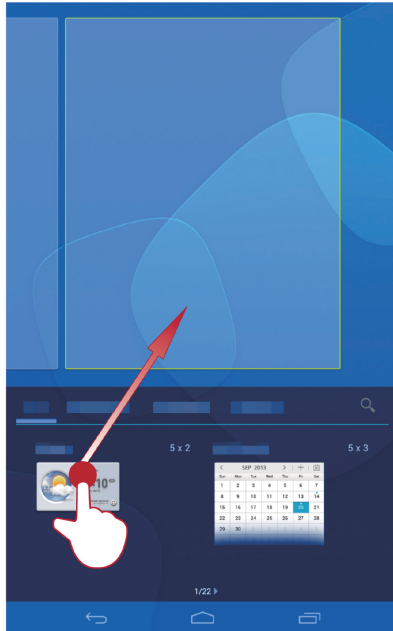 5 x 2
5 x 3
10°
SEP 2013
Sun Mon Tue Wed Thu Fri Sat
1 2 3 4 5 6 7
8 9 10 11 12 13 14
15 16 17 18 19 20 21
22 23 24 25 26 27 28
29 30
1/22